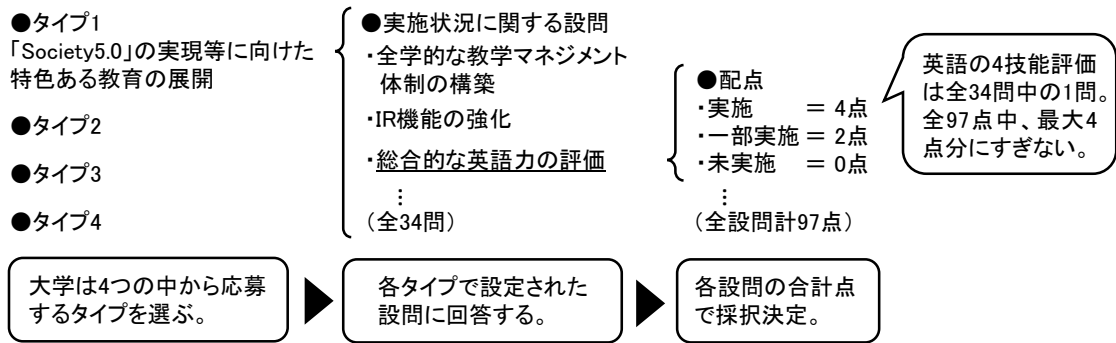 ●タイプ1
「Society5.0」の実現等に向けた
特色ある教育の展開
●タイプ2
●タイプ3
●タイプ4
●実施状況に関する設問
・全学的な教学マネジメント
体制の構築
・IR機能の強化
・総合的な英語力の評価
⋮
（全34問）
●配点
・実施　　＝ 4点
・一部実施 ＝ 2点
・未実施　＝ 0点
⋮
（全設問計97点）
英語の4技能評価
は全34問中の1問。
全97点中、最大4
点分にすぎない。
大学は4つの中から応募
するタイプを選ぶ。
各タイプで設定された
設問に回答する。
各設問の合計点
で採択決定。